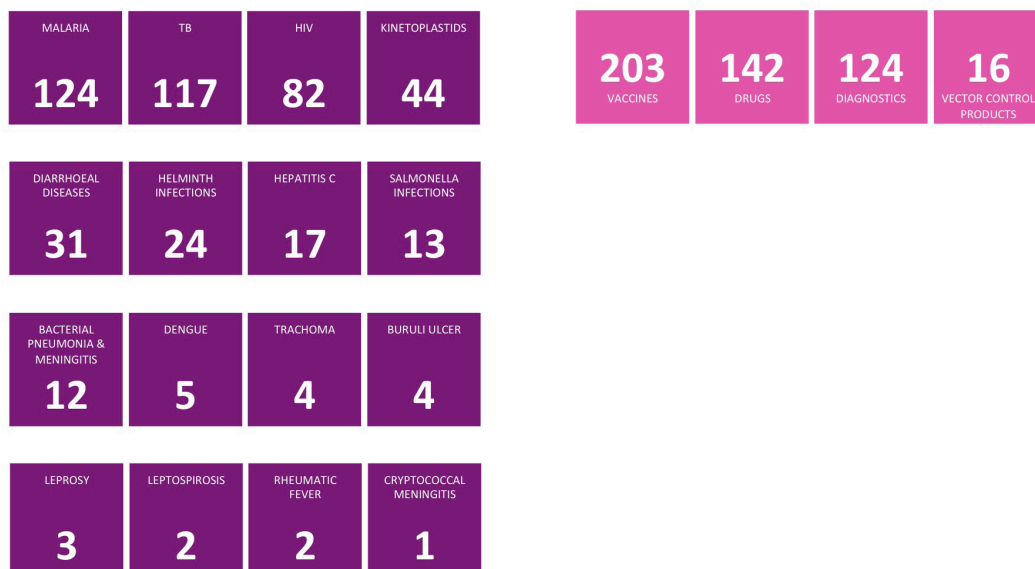 MALARIA
124
TB
117
HIV
82
KINETOPLASTIDS
44
203
VACCINES
142
DRUGS
124
DIAGNOSTICS
16
VECTOR CONTROL
PRODUCTS
DIARRHOEAL
DISEASES
31
HELMINTH
INFECTIONS
24
HEPATITIS C
17
SALMONELLA
INFECTIONS
13
BACTERIAL
PNEUMONIA &
MENINGITIS
12
DENGUE
5
TRACHOMA
4
BURULI ULCER
4
LEPROSY
3
LEPTOSPIROSIS
2
RHEUMATIC
FEVER
2
CRYPTOCOCCAL
MENINGITIS
1